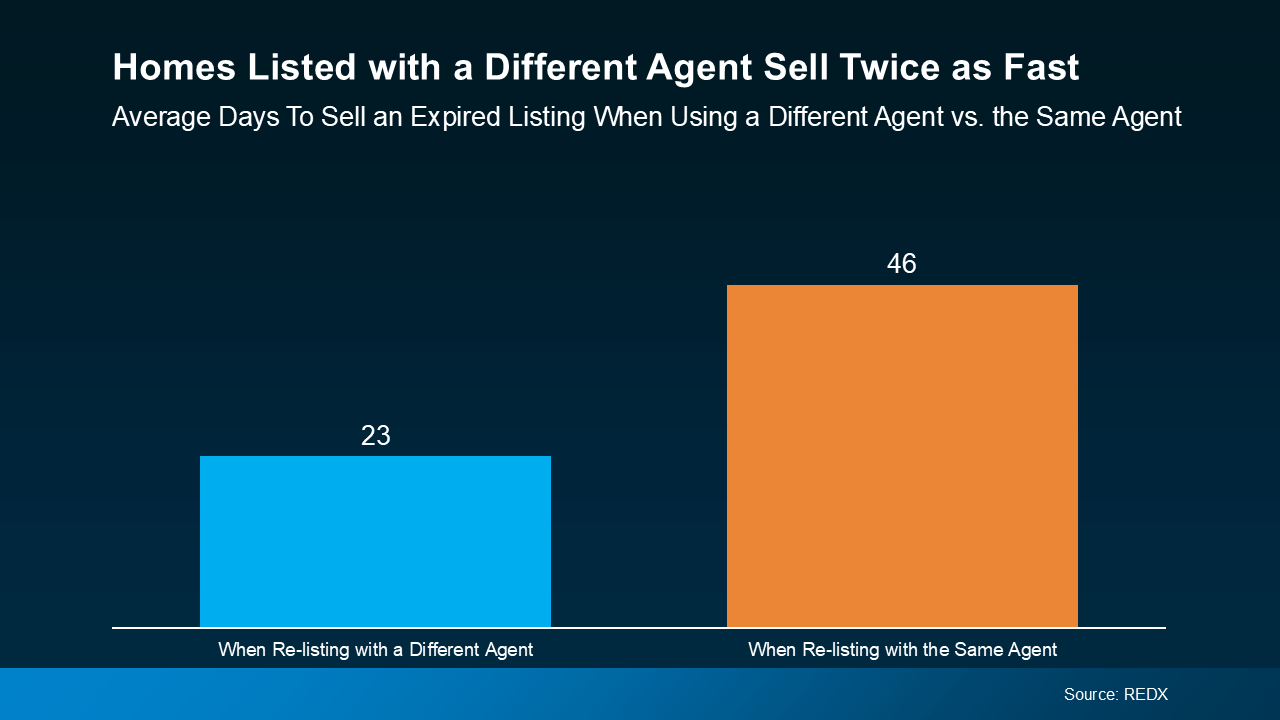 Homes Listed with a Different Agent Sell Twice as Fast
Average Days To Sell an Expired Listing When Using a Different Agent vs. the Same Agent
46
23
When Re-listing with a Different Agent
When Re-listing with the Same Agent
Source: REDX